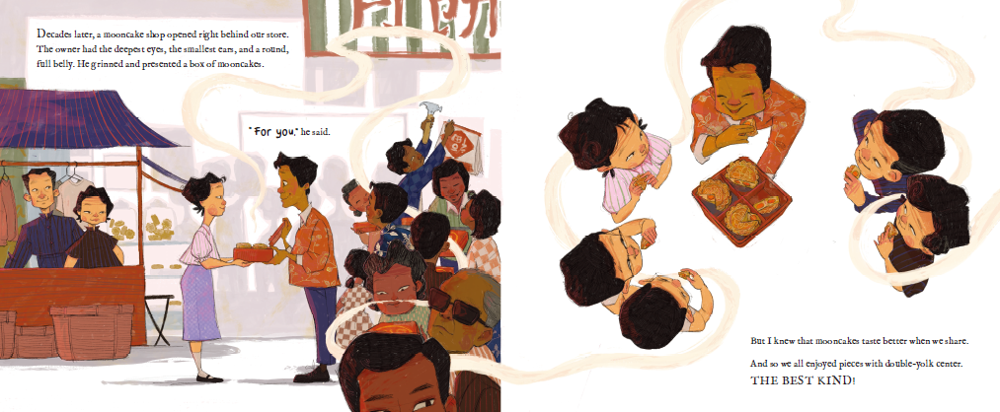 Decades later, a mooncake shop opened right behind our store.
The owner had the deepest eyes, the smallest ears, and a round,
full belly. He grinned and presented a box of mooncakes.
"For you," he said.
But I knew that mooncakes taste better when we share.
And so we all enjoyed pieces with double-yolk center.
THE BEST KIND!